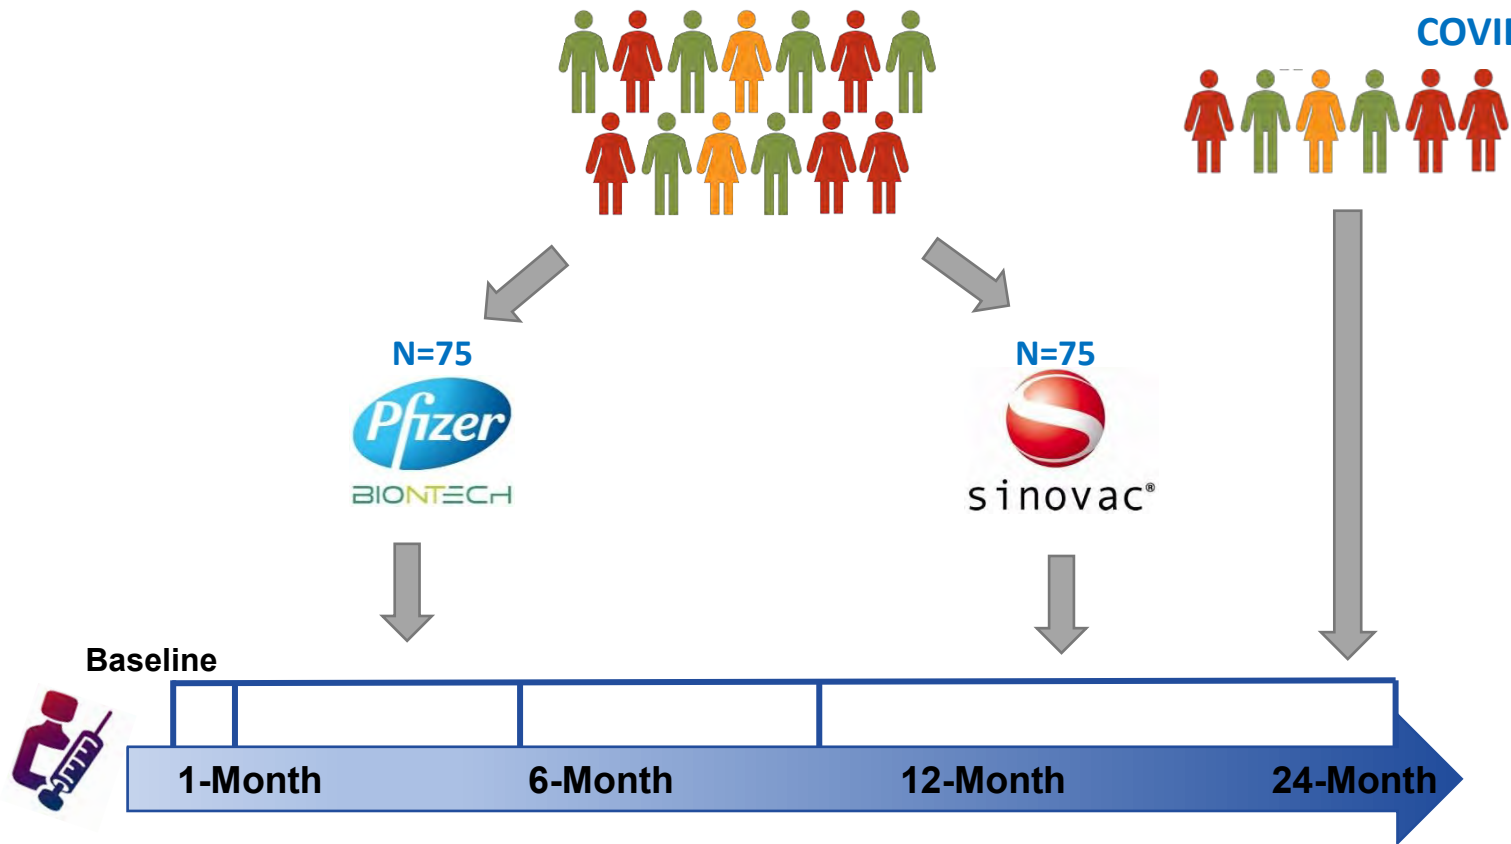 COVI
N=75
N=75
Pfizer
BIONTECH
sinovac®
Baseline
1-Month
6-Month
12-Month
24-Month